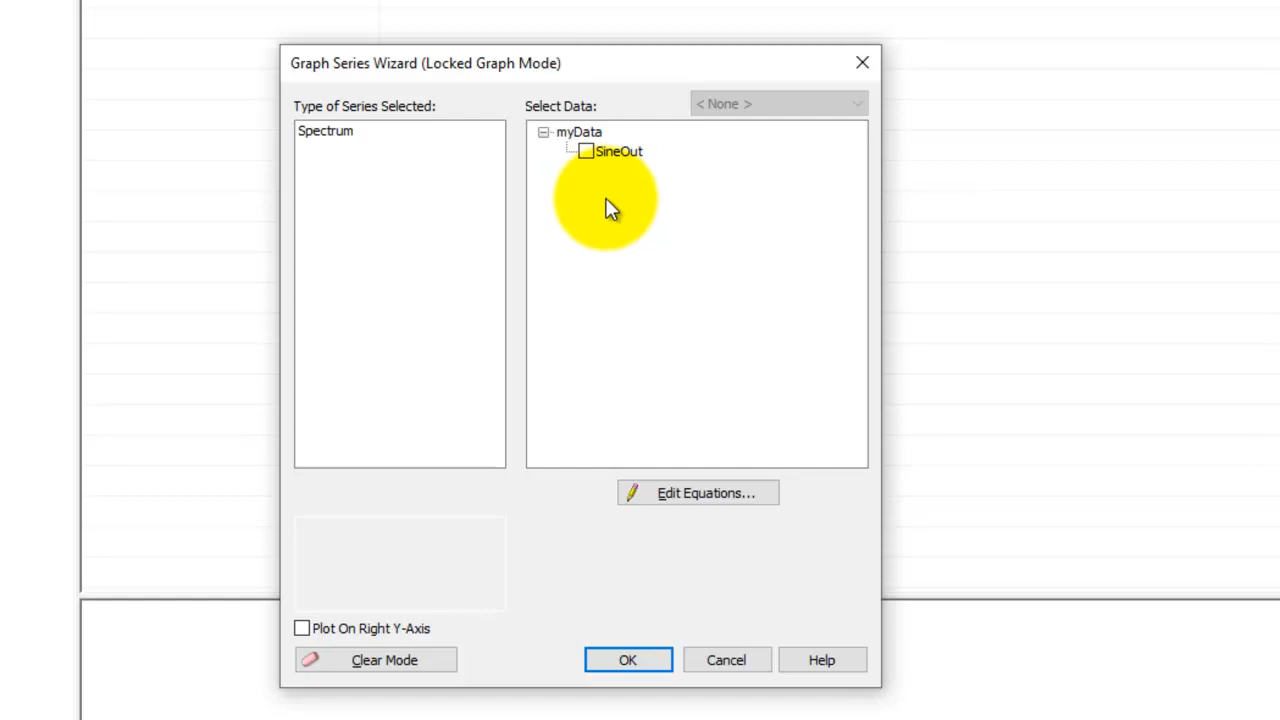 Graph Series Wizard (Locked Graph Mode)
Type of Series Selected:
Select Data:
< None >
Spectrum
myData
SineOut
Edit Equations...
Plot On Right Y-Axis
Clear Mode
OK
Cancel
Help